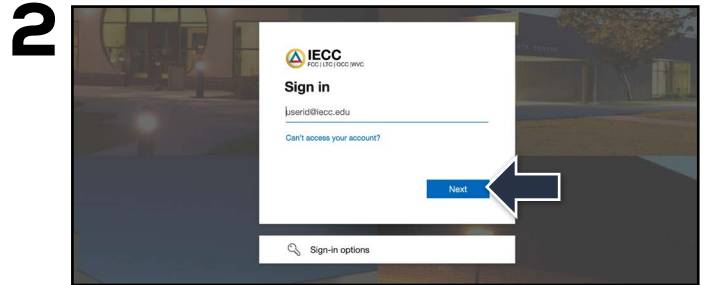 2
IECC
FCC | LTC | OCC |WVC
Sign in
userid@iecc.edu
Can't access your account?
Next
Sign-in options